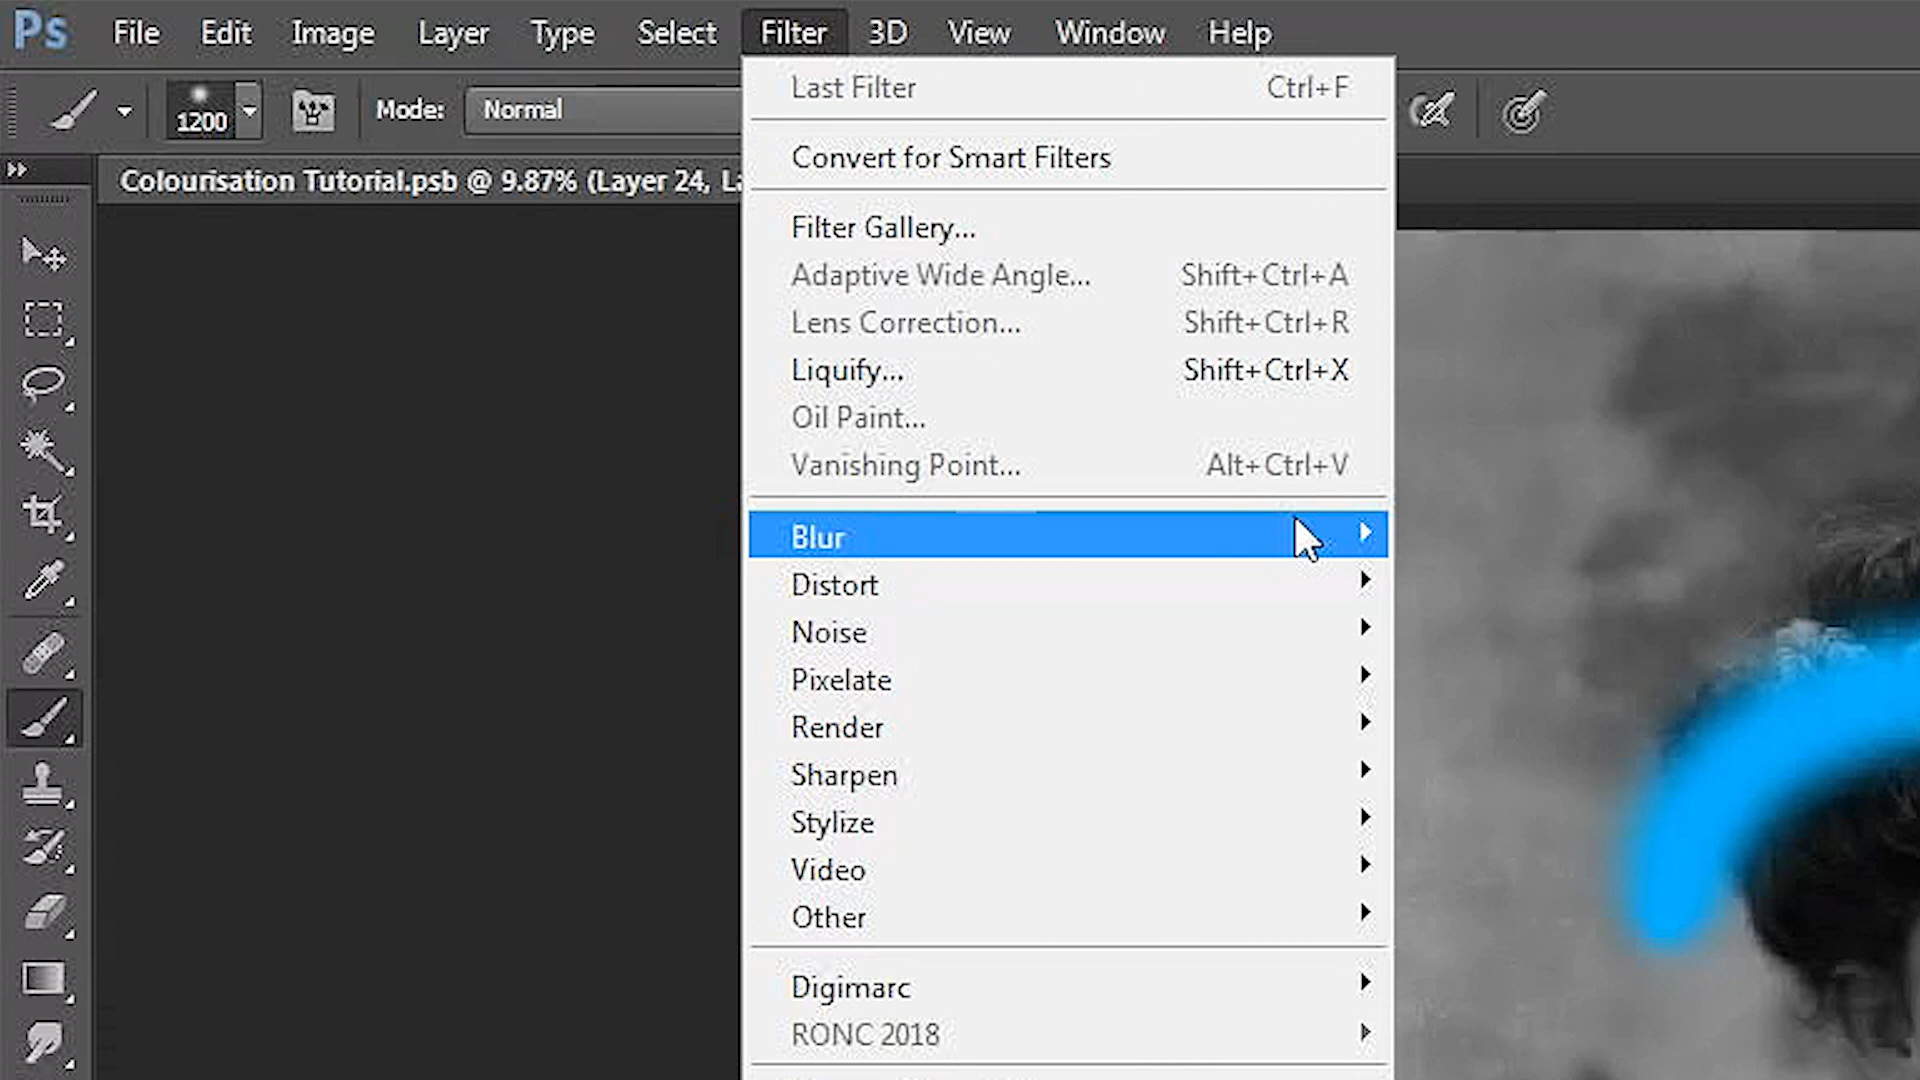 Ps File Edit Image Layer Type Select Filter 3D View Window Help
1200 Mode: Normal
Colourisation Tutorial.psb @ 9.87% (Layer 24,
Last Filter Ctrl+F
Convert for Smart Filters
Filter Gallery...
Adaptive Wide Angle... Shift+Ctrl+A
Lens Correction... Shift+Ctrl+R
Liquify... Shift+Ctrl+X
Oil Paint...
Vanishing Point... Alt+Ctrl+V
Blur
Distort
Noise
Pixelate
Render
Sharpen
Stylize
Video
Other
Digimarc
RONC 2018